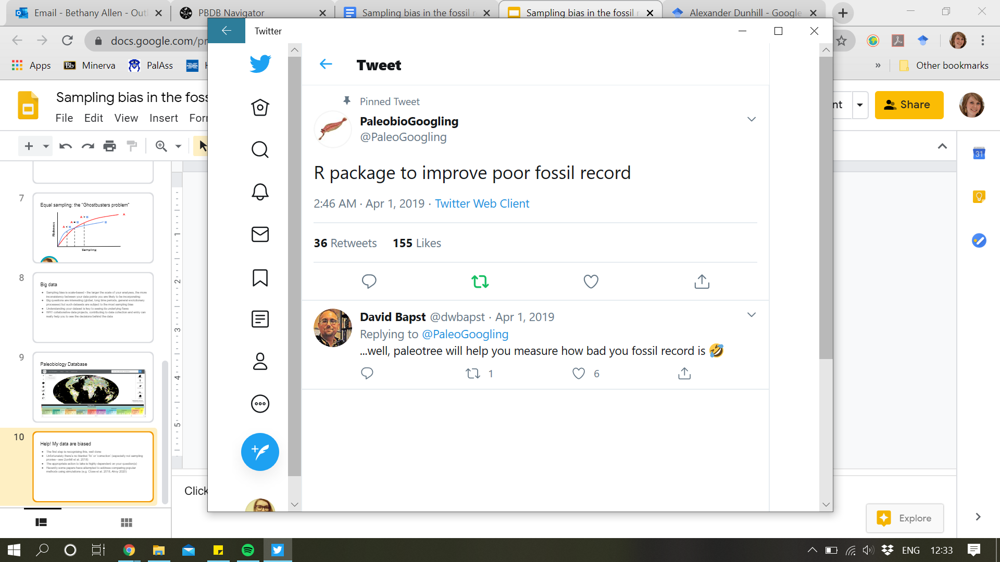 Email - Bethany Allen - Outl
PBDB Navigator
Sampling bias in the fossil r
Sampling bias in the fossil r
Alexander Dunhill - Google
docs.google.com/pr
Twitter
Apps
Bb Minerva
PalAss
HALIFAX
H
Other bookmarks
Sampling bias in the foss
File Edit View Insert Forr
nt
Share
31
Tweet
Pinned Tweet
PaleobioGoogling
@PaleoGoogling
R package to improve poor fossil record
2:46 AM · Apr 1, 2019 · Twitter Web Client
36 Retweets 155 Likes
David Bapst @dwbapst · Apr 1, 2019
Replying to @PaleoGoogling
...well, paleotree will help you measure how bad you fossil record is 🤣
1 6
7
Equal sampling: the "Ghostbusters problem"
A > B
A
A = B
B
A < B
Richness
Sampling
8
Big data
Sampling bias is scale-based - the larger the scale of your analyses, the more
inconsistency between your data points you are likely to be incorporating
Big questions are interesting (global, long time periods, general evolutionary
processes) but such datasets are subject to the most sampling bias
Understanding your dataset is key to seeing its underlying flaws
WRT collaborative data projects, contributing to data collection and entry can
really help you to see the decisions behind the data
9
Paleobiology Database
10
Help! My data are biased
The first step is recognising this, well done
Unfortunately there's no blanket 'fix' or 'correction' (especially not sampling
proxies - see Dunhill et al. 2018)
The appropriate action to take is highly dependent on your question(s)
Recently some papers have attempted to address comparing popular
methods using simulations (e.g. Close et al. 2018, Alroy 2020)
1
2
3
4
5
Click
Explore
ENG 12:33